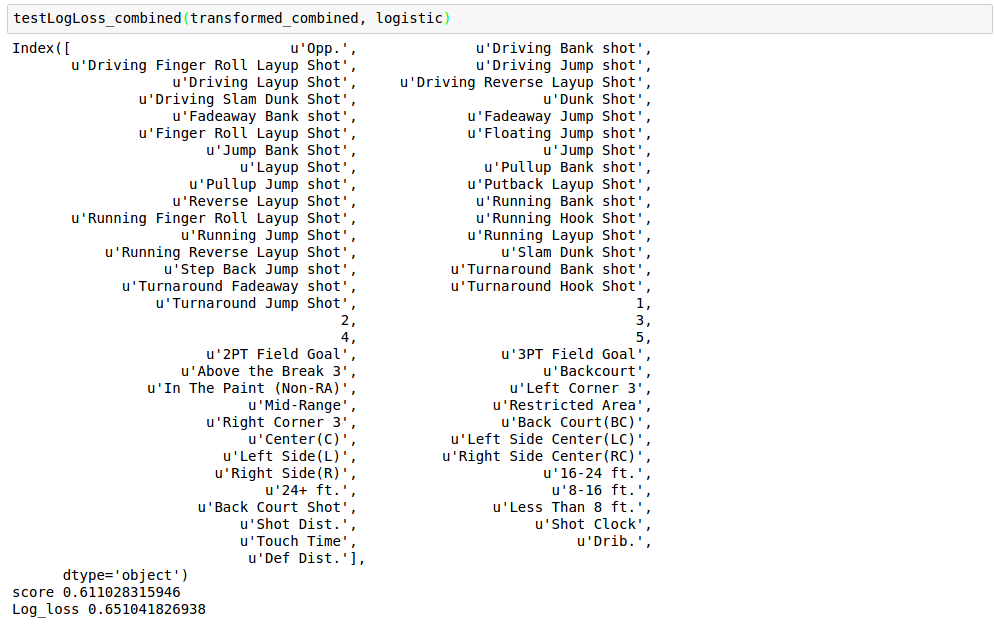 testLogLoss_combined(transformed_combined, logistic)
Index([ u'Opp.', u'Driving Bank shot',
u'Driving Finger Roll Layup Shot', u'Driving Jump shot',
u'Driving Layup Shot', u'Driving Reverse Layup Shot',
u'Driving Slam Dunk Shot', u'Dunk Shot',
u'Fadeaway Bank shot', u'Fadeaway Jump Shot',
u'Finger Roll Layup Shot', u'Floating Jump shot',
u'Jump Bank Shot', u'Jump Shot',
u'Layup Shot', u'Pullup Bank shot',
u'Pullup Jump shot', u'Putback Layup Shot',
u'Reverse Layup Shot', u'Running Bank shot',
u'Running Finger Roll Layup Shot', u'Running Hook Shot',
u'Running Jump Shot', u'Running Layup Shot',
u'Running Reverse Layup Shot', u'Slam Dunk Shot',
u'Step Back Jump shot', u'Turnaround Bank shot',
u'Turnaround Fadeaway shot', u'Turnaround Hook Shot',
u'Turnaround Jump Shot', 1,
2, 3,
4, 5,
u'2PT Field Goal', u'3PT Field Goal',
u'Above the Break 3', u'Backcourt',
u'In The Paint (Non-RA)', u'Left Corner 3',
u'Mid-Range', u'Restricted Area',
u'Right Corner 3', u'Back Court(BC)',
u'Center(C)', u'Left Side Center(LC)',
u'Left Side(L)', u'Right Side Center(RC)',
u'Right Side(R)', u'16-24 ft.',
u'24+ ft.', u'8-16 ft.',
u'Back Court Shot', u'Less Than 8 ft.',
u'Shot Dist.', u'Shot Clock',
u'Touch Time', u'Drib.',
u'Def Dist.'],
dtype='object')
score 0.611028315946
Log_loss 0.651041826938